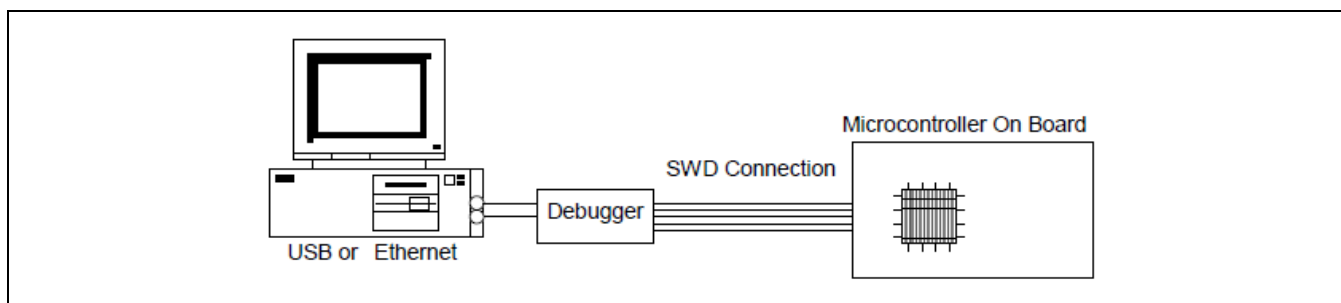 Microcontroller On Board
SWD Connection
Debugger
USB or Ethernet